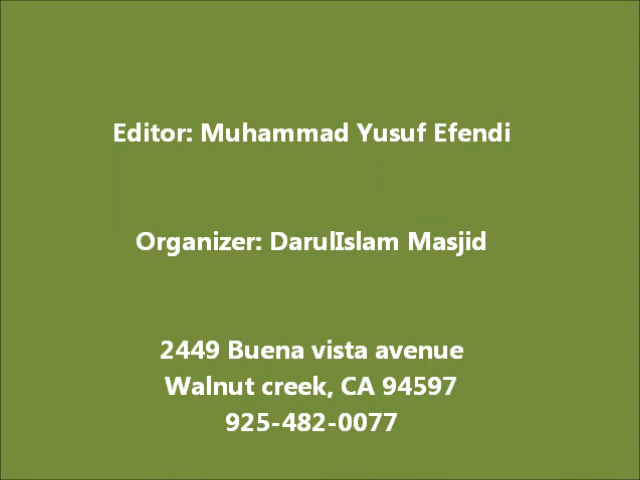 Editor: Muhammad Yusuf Efendi
Organizer: DarulIslam Masjid
2449 Buena vista avenue
Walnut creek, CA 94597
925-482-0077